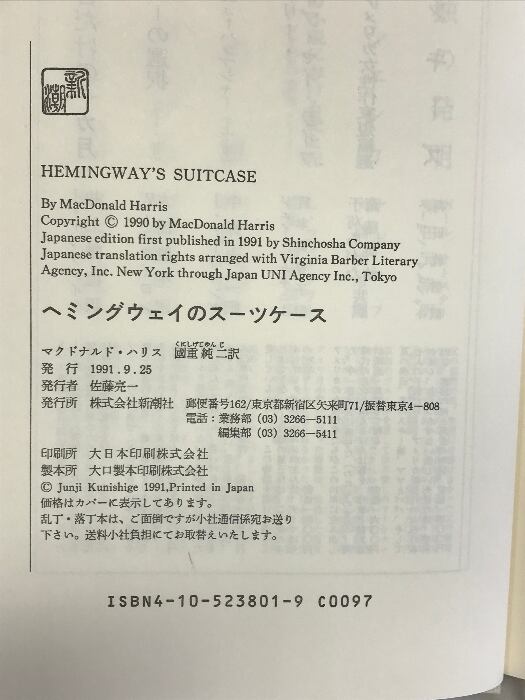 新潮
HEMINGWAY'S SUITCASE
By MacDonald Harris
Copyright © 1990 by MacDonald Harris
Japanese edition first published in 1991 by Shinchosha Company
Japanese translation rights arranged with Virginia Barber Literary
Agency, Inc. New York through Japan UNI Agency Inc., Tokyo
ヘミングウェイのスーツケース
くにしげじゅんじ
マクドナルド・ハリス 國重純二訳
発行 1991.9.25
発行者 佐藤亮一
発行所 株式会社新潮社 郵便番号162/東京都新宿区矢来町71/振替東京4-808
電話:業務部(03)3266-5111
編集部(03)3266-5411
印刷所 大日本印刷株式会社
製本所 大口製本印刷株式会社
© Junji Kunishige 1991, Printed in Japan
価格はカバーに表示してあります。
乱丁・落丁本は、ご面倒ですが小社通信係宛お送り
下さい。送料小社負担にてお取替えいたします。
ISBN4-10-523801-9 C0097